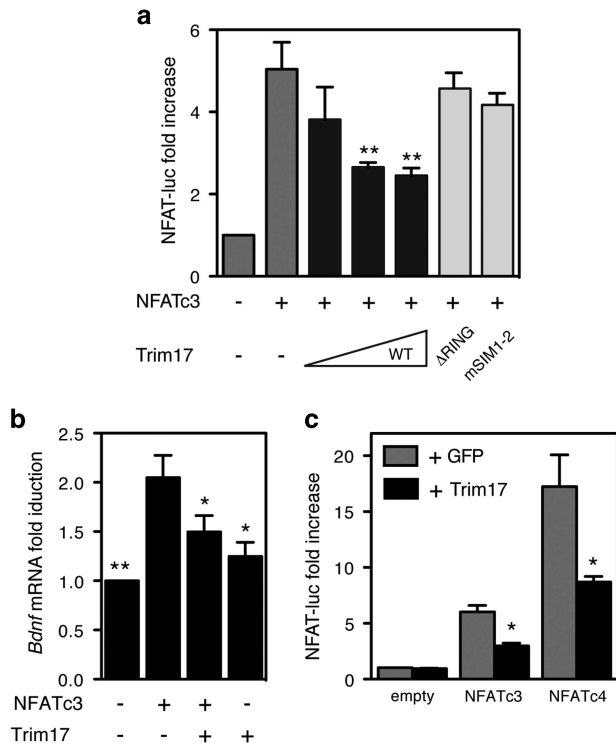 a
NFAT-luc fold increase
6
4
2
0
** **
NFATc3 - + + + + + +
Trim17 - - WT ΔRING mSIM1-2
b
Bdnf mRNA fold iduction
2.5
2.0
1.5
1.0
0.5
0.0
** * *
NFATc3 - + + -
Trim17 - - + +
c
NFAT-luc fold increase
20
15
10
5
0
+ GFP
+ Trim17
* *
empty NFATc3 NFATc4